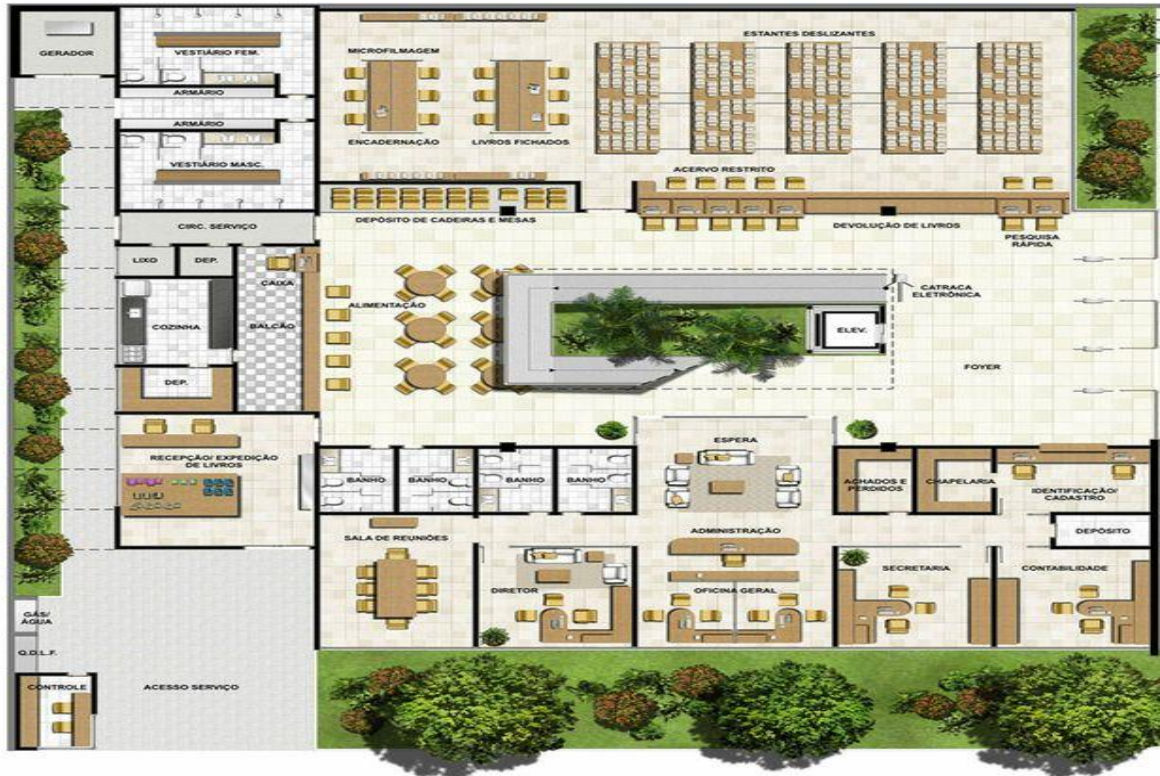 GERADOR
VESTIÁRIO FEM.
ARMÁRIO
ARMÁRIO
VESTIÁRIO MASC.
MICROFILMAGEM
ENCADERNAÇÃO
LIVROS FICHADOS
ESTANTES DESLIZANTES
ACERVO RESTRITO
CIRC. SERVIÇO
DEPÓSITO DE CADEIRAS E MESAS
DEVOLUÇÃO DE LIVROS
PESQUISA
RÁPIDA
LIXO
DEP.
CAIXA
COZINHA
BALCÃO
ALIMENTAÇÃO
CATRACA
ELETRÔNICA
ELEV.
DEP.
FOYER
RECEPÇÃO/ EXPEDIÇÃO
DE LIVROS
BANHO
BANHO
BANHO
BANHO
ESPERA
ACHADOS E
PERDIDOS
CHAPELARIA
IDENTIFICAÇÃO/
CADASTRO
SALA DE REUNIÕES
ADMINISTRAÇÃO
DEPÓSITO
DIRETOR
OFICINA GERAL
SECRETARIA
CONTABILIDADE
GÁS/
ÁGUA
Q.D.L.F.
CONTROLE
ACESSO SERVIÇO